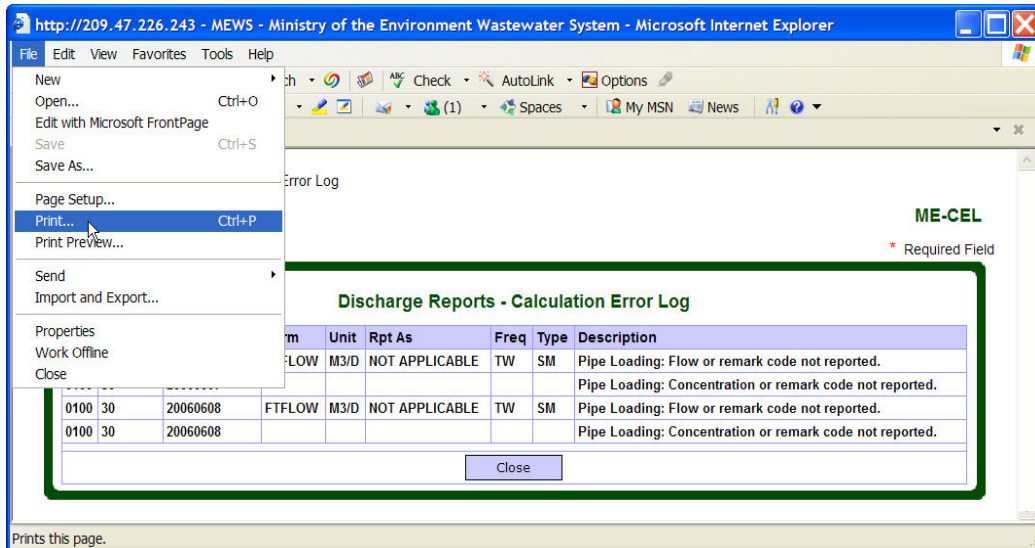 http://209.47.226.243 - MEWS - Ministry of the Environment Wastewater System - Microsoft Internet Explorer
File Edit View Favorites Tools Help
New
Open... Ctrl+O
Edit with Microsoft FrontPage
Save Ctrl+S
Save As...
Page Setup...
Print... Ctrl+P
Print Preview...
Send
Import and Export...
Properties
Work Offline
Close
ABC Check AutoLink Options
(1) Spaces My MSN News
Error Log
ME-CEL
* Required Field
Discharge Reports - Calculation Error Log
Unit Rpt As Freq Type Description
FLOW M3/D NOT APPLICABLE TW SM Pipe Loading: Flow or remark code not reported.
Pipe Loading: Concentration or remark code not reported.
0100 30 20060608 FTFLOW M3/D NOT APPLICABLE TW SM Pipe Loading: Flow or remark code not reported.
0100 30 20060608 Pipe Loading: Concentration or remark code not reported.
Close
Prints this page.